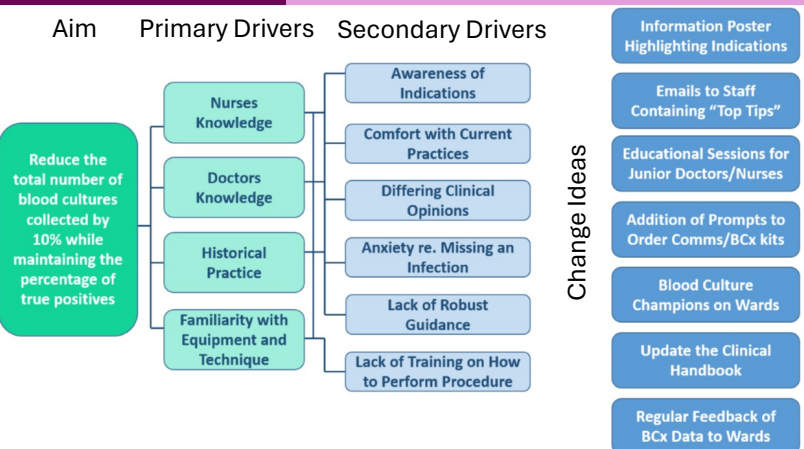 Aim
Primary Drivers
Secondary Drivers
Reduce the
total number of
blood cultures
collected by
10% while
maintaining the
percentage of
true positives
Nurses
Knowledge
Doctors
Knowledge
Historical
Practice
Familiarity with
Equipment and
Technique
Awareness of
Indications
Comfort with Current
Practices
Differing Clinical
Opinions
Anxiety re. Missing an
Infection
Lack of Robust
Guidance
Lack of Training on How
to Perform Procedure
Change Ideas
Information Poster
Highlighting Indications
Emails to Staff
Containing “Top Tips”
Educational Sessions for
Junior Doctors/Nurses
Addition of Prompts to
Order Comms/BCx kits
Blood Culture
Champions on Wards
Update the Clinical
Handbook
Regular Feedback of
BCx Data to Wards